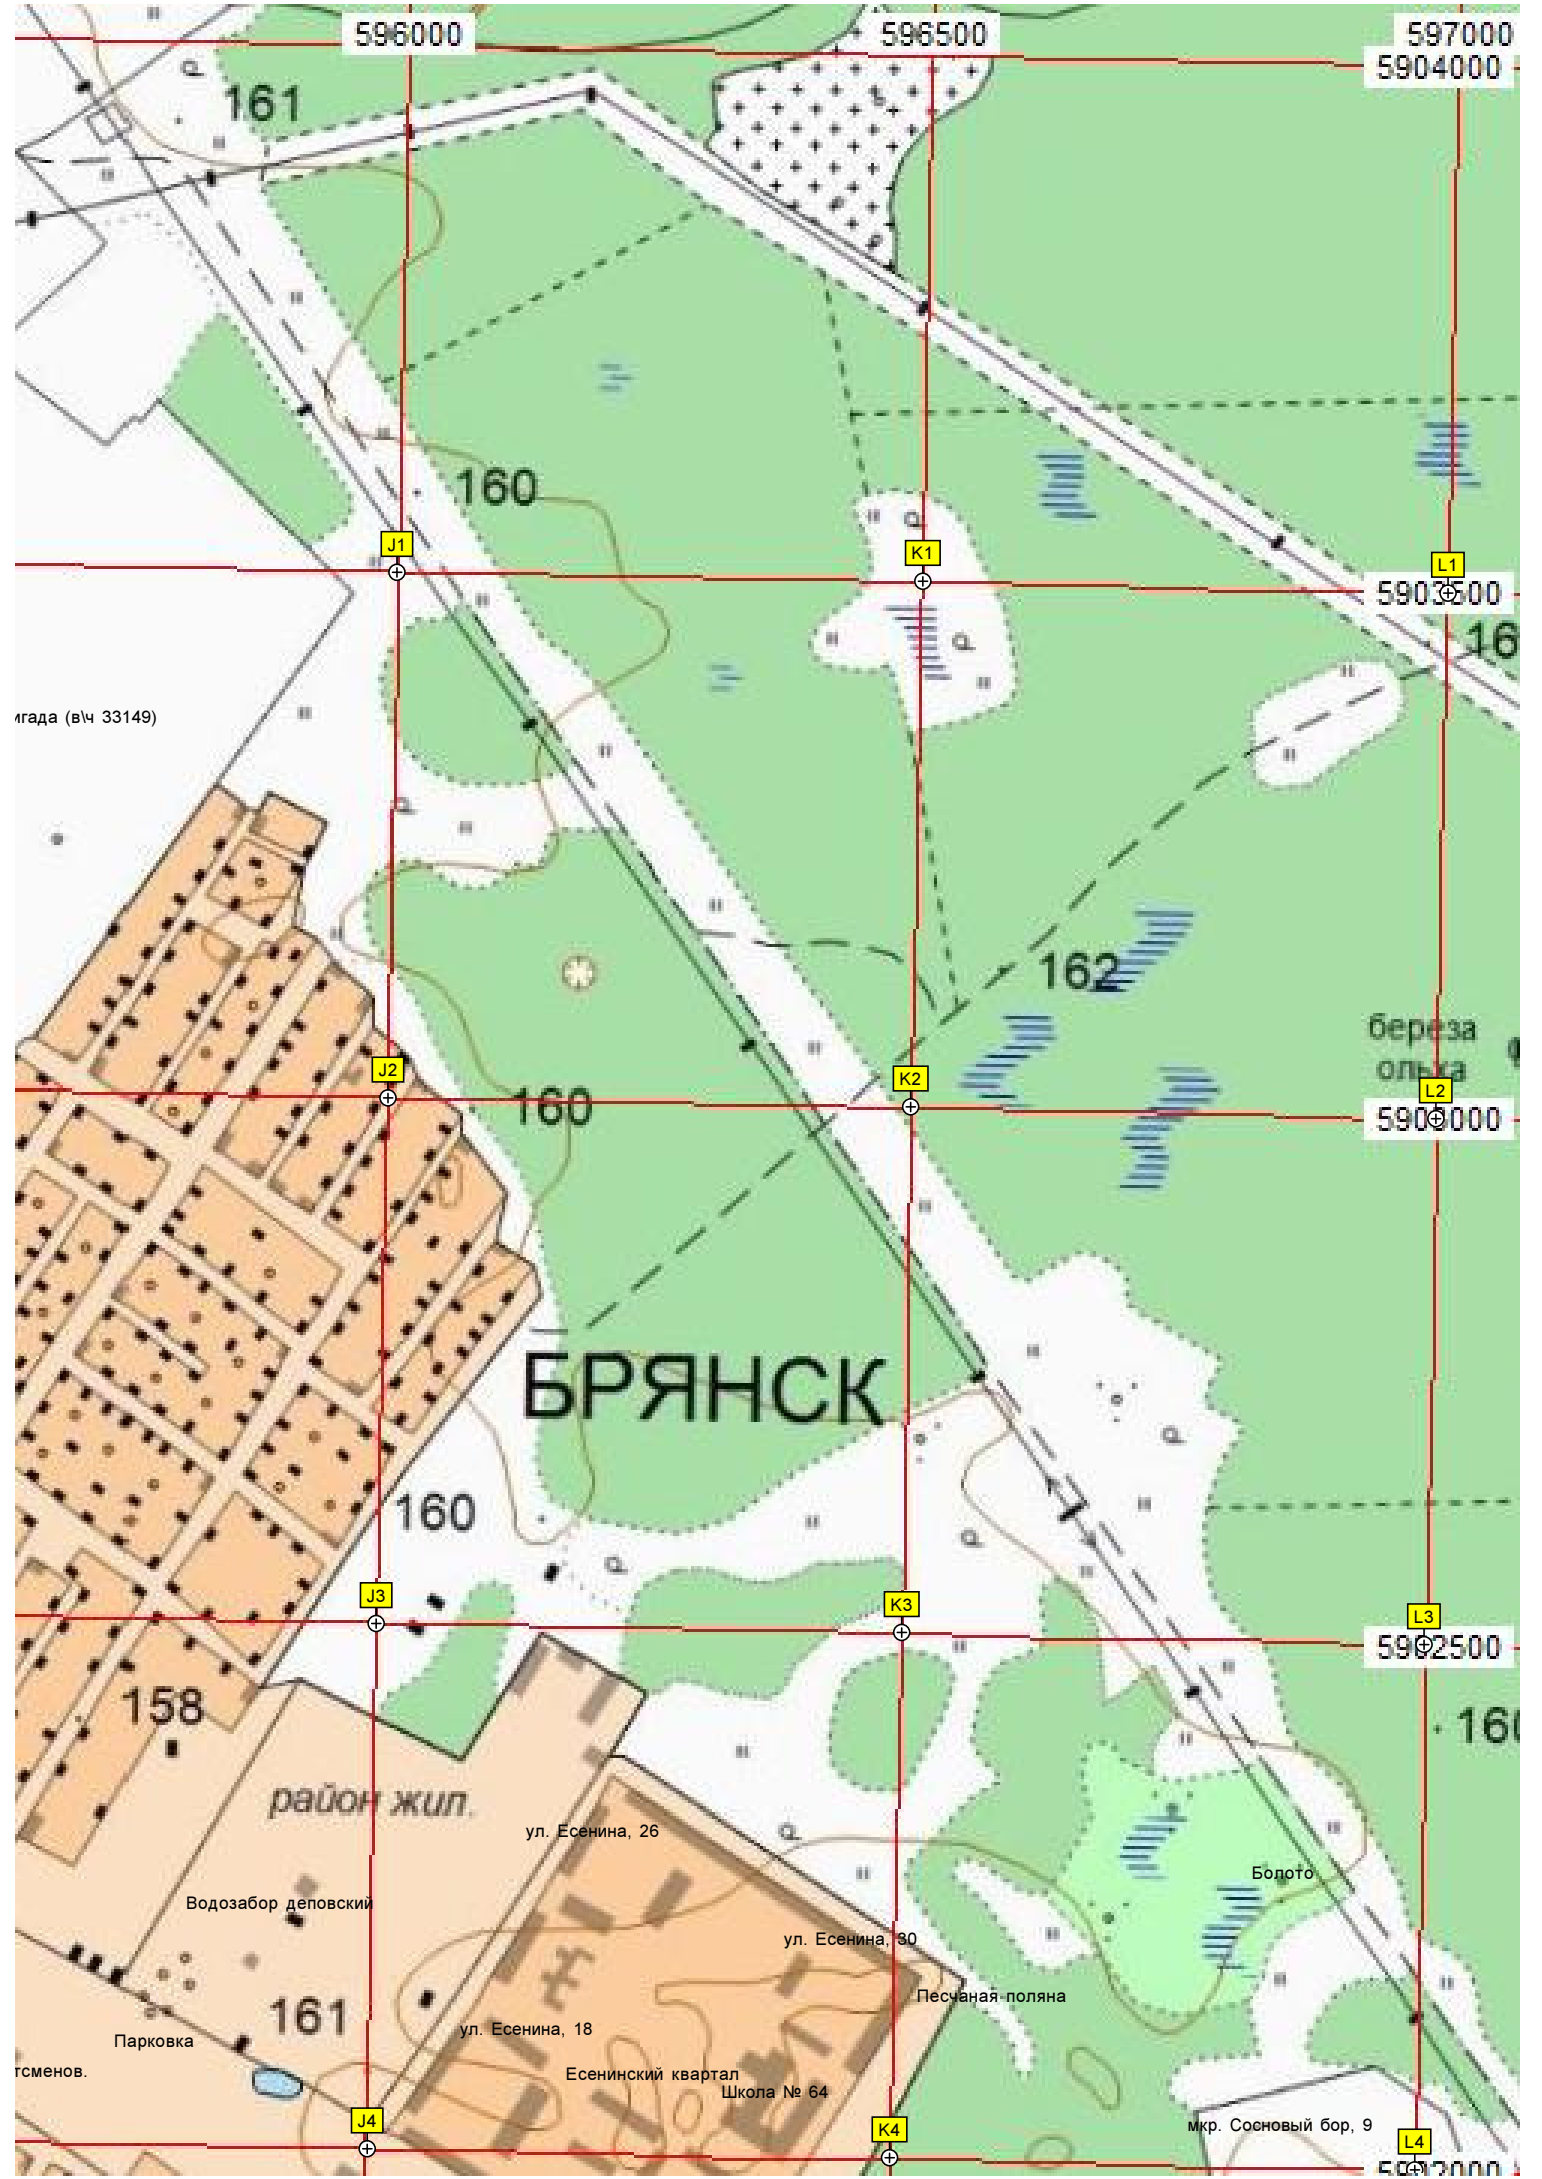 596000
596500
597000
5904000
161
160
J1
K1
L1
5903500
16
игада (в\ч 33149)
162
береза
ольха
J2
K2
L2
160
5903000
БРЯНСК
160
J3
K3
L3
5902500
158
160
район жил.
ул. Есенина, 26
Болото
Водозабор деповский
ул. Есенина, 30
Песчаная поляна
161
ул. Есенина, 18
Парковка
тсменов.
Есенинский квартал
Школа № 64
J4
K4
мкр. Сосновый бор, 9
L4
5902000